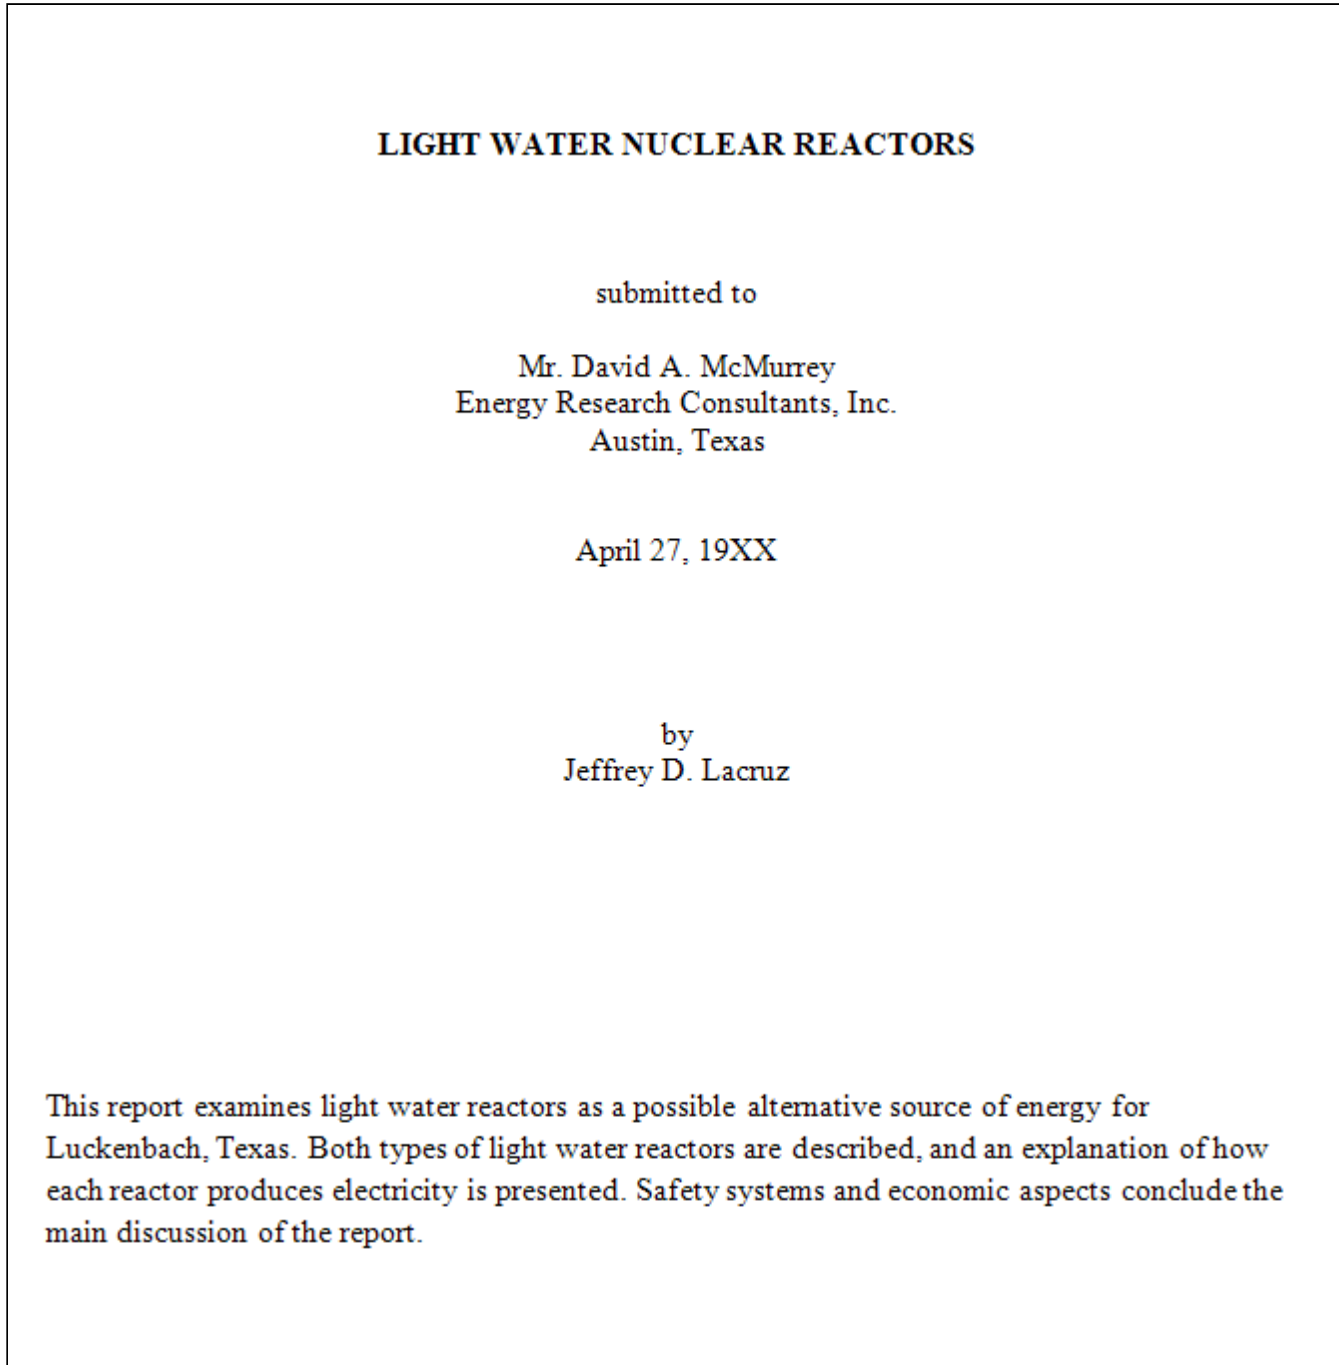 LIGHT WATER NUCLEAR REACTORS
submitted to
Mr. David A. McMurrey
Energy Research Consultants, Inc.
Austin, Texas
April 27, 19XX
by
Jeffrey D. Lacruz
This report examines light water reactors as a possible alternative source of energy for
Luckenbach, Texas. Both types of light water reactors are described, and an explanation of how
each reactor produces electricity is presented. Safety systems and economic aspects conclude the
main discussion of the report.